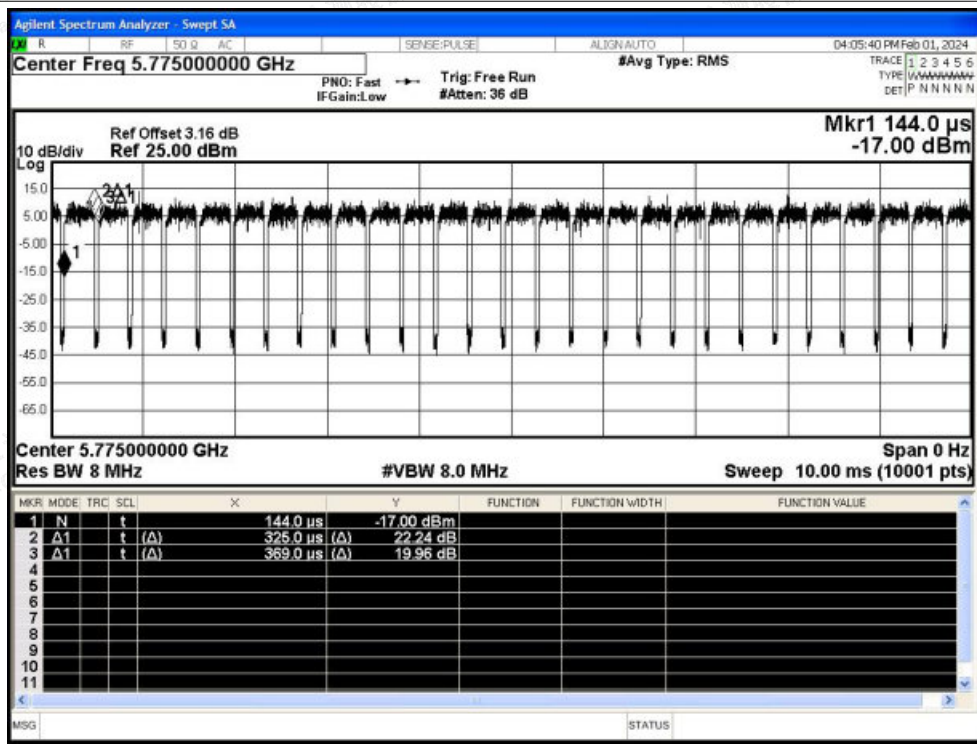 Agilent Spectrum Analyzer - Swept SA
LXI R RF 50 Ω AC SENSE:PULSE ALIGN AUTO 04:05:40 PM Feb 01, 2024
Center Freq 5.775000000 GHz #Avg Type: RMS TRACE 1 2 3 4 5 6
PNO: Fast Trig: Free Run TYPE WWWWWW
IFGain:Low #Atten: 36 dB DET P N N N N N
Mkr1 144.0 µs
-17.00 dBm
Ref Offset 3.16 dB
10 dB/div Ref 25.00 dBm
Log
15.0
5.00
-5.00
-15.0
-25.0
-35.0
-45.0
-55.0
-65.0
2Δ1
3Δ1
1
Center 5.775000000 GHz Span 0 Hz
Res BW 8 MHz #VBW 8.0 MHz Sweep 10.00 ms (10001 pts)
MKR MODE TRC SCL X Y FUNCTION FUNCTION WIDTH FUNCTION VALUE
1 N t 144.0 µs -17.00 dBm
2 Δ1 t (Δ) 325.0 µs (Δ) 22.24 dB
3 Δ1 t (Δ) 369.0 µs (Δ) 19.96 dB
4
5
6
7
8
9
10
11
MSG STATUS